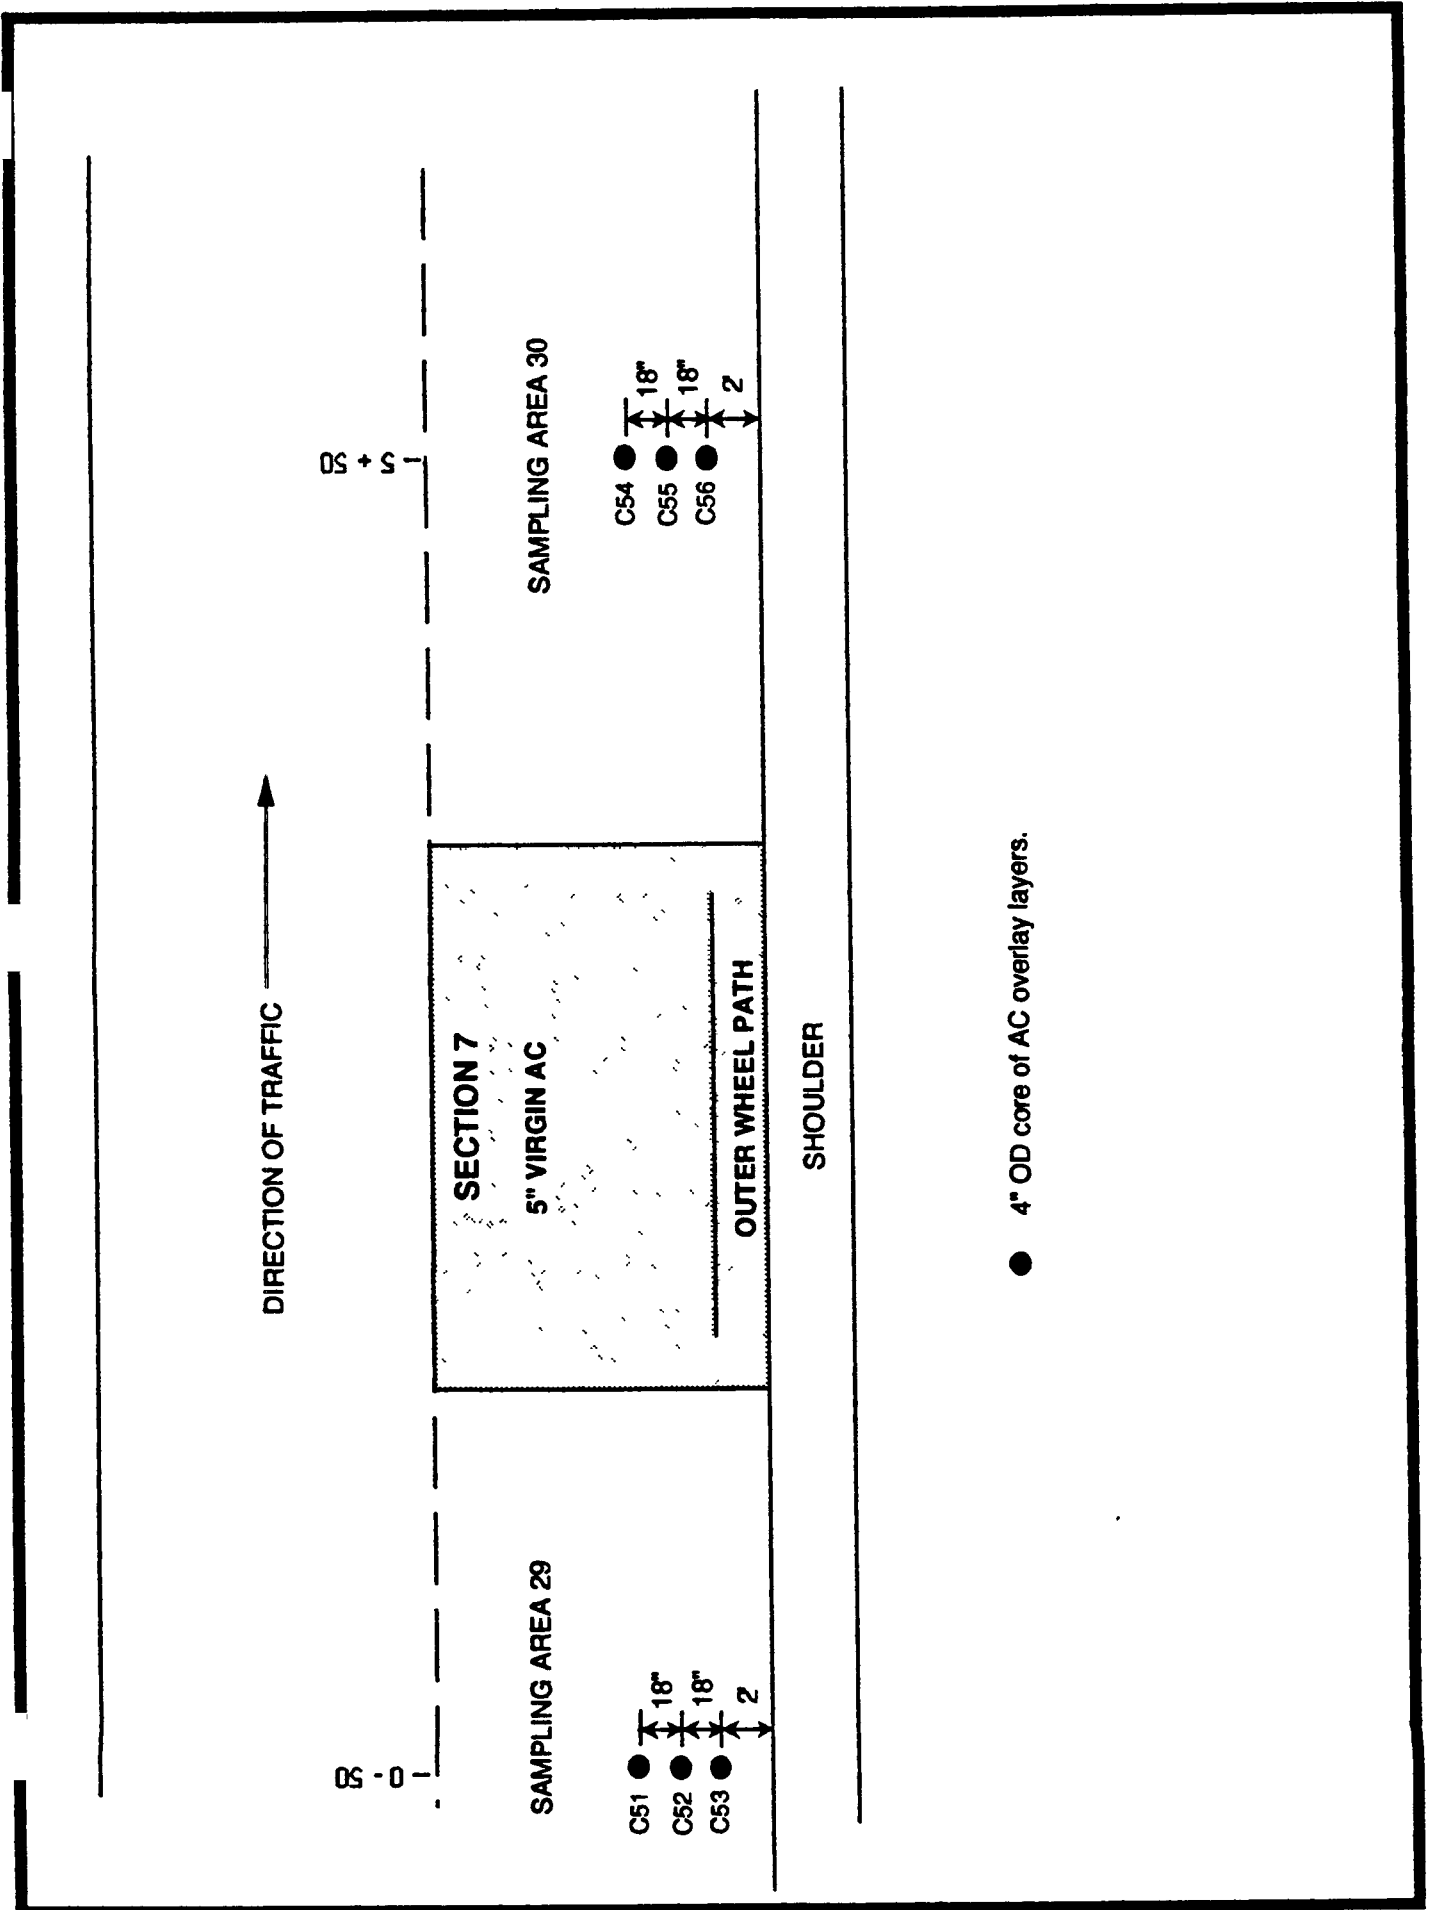 DIRECTION OF TRAFFIC
0 - 50
5 + 50
SECTION 7
5" VIRGIN AC
OUTER WHEEL PATH
SAMPLING AREA 29
C51
18"
C52
18"
C53
2'
SAMPLING AREA 30
C54
18"
C55
18"
C56
2'
SHOULDER
4" OD core of AC overlay layers.